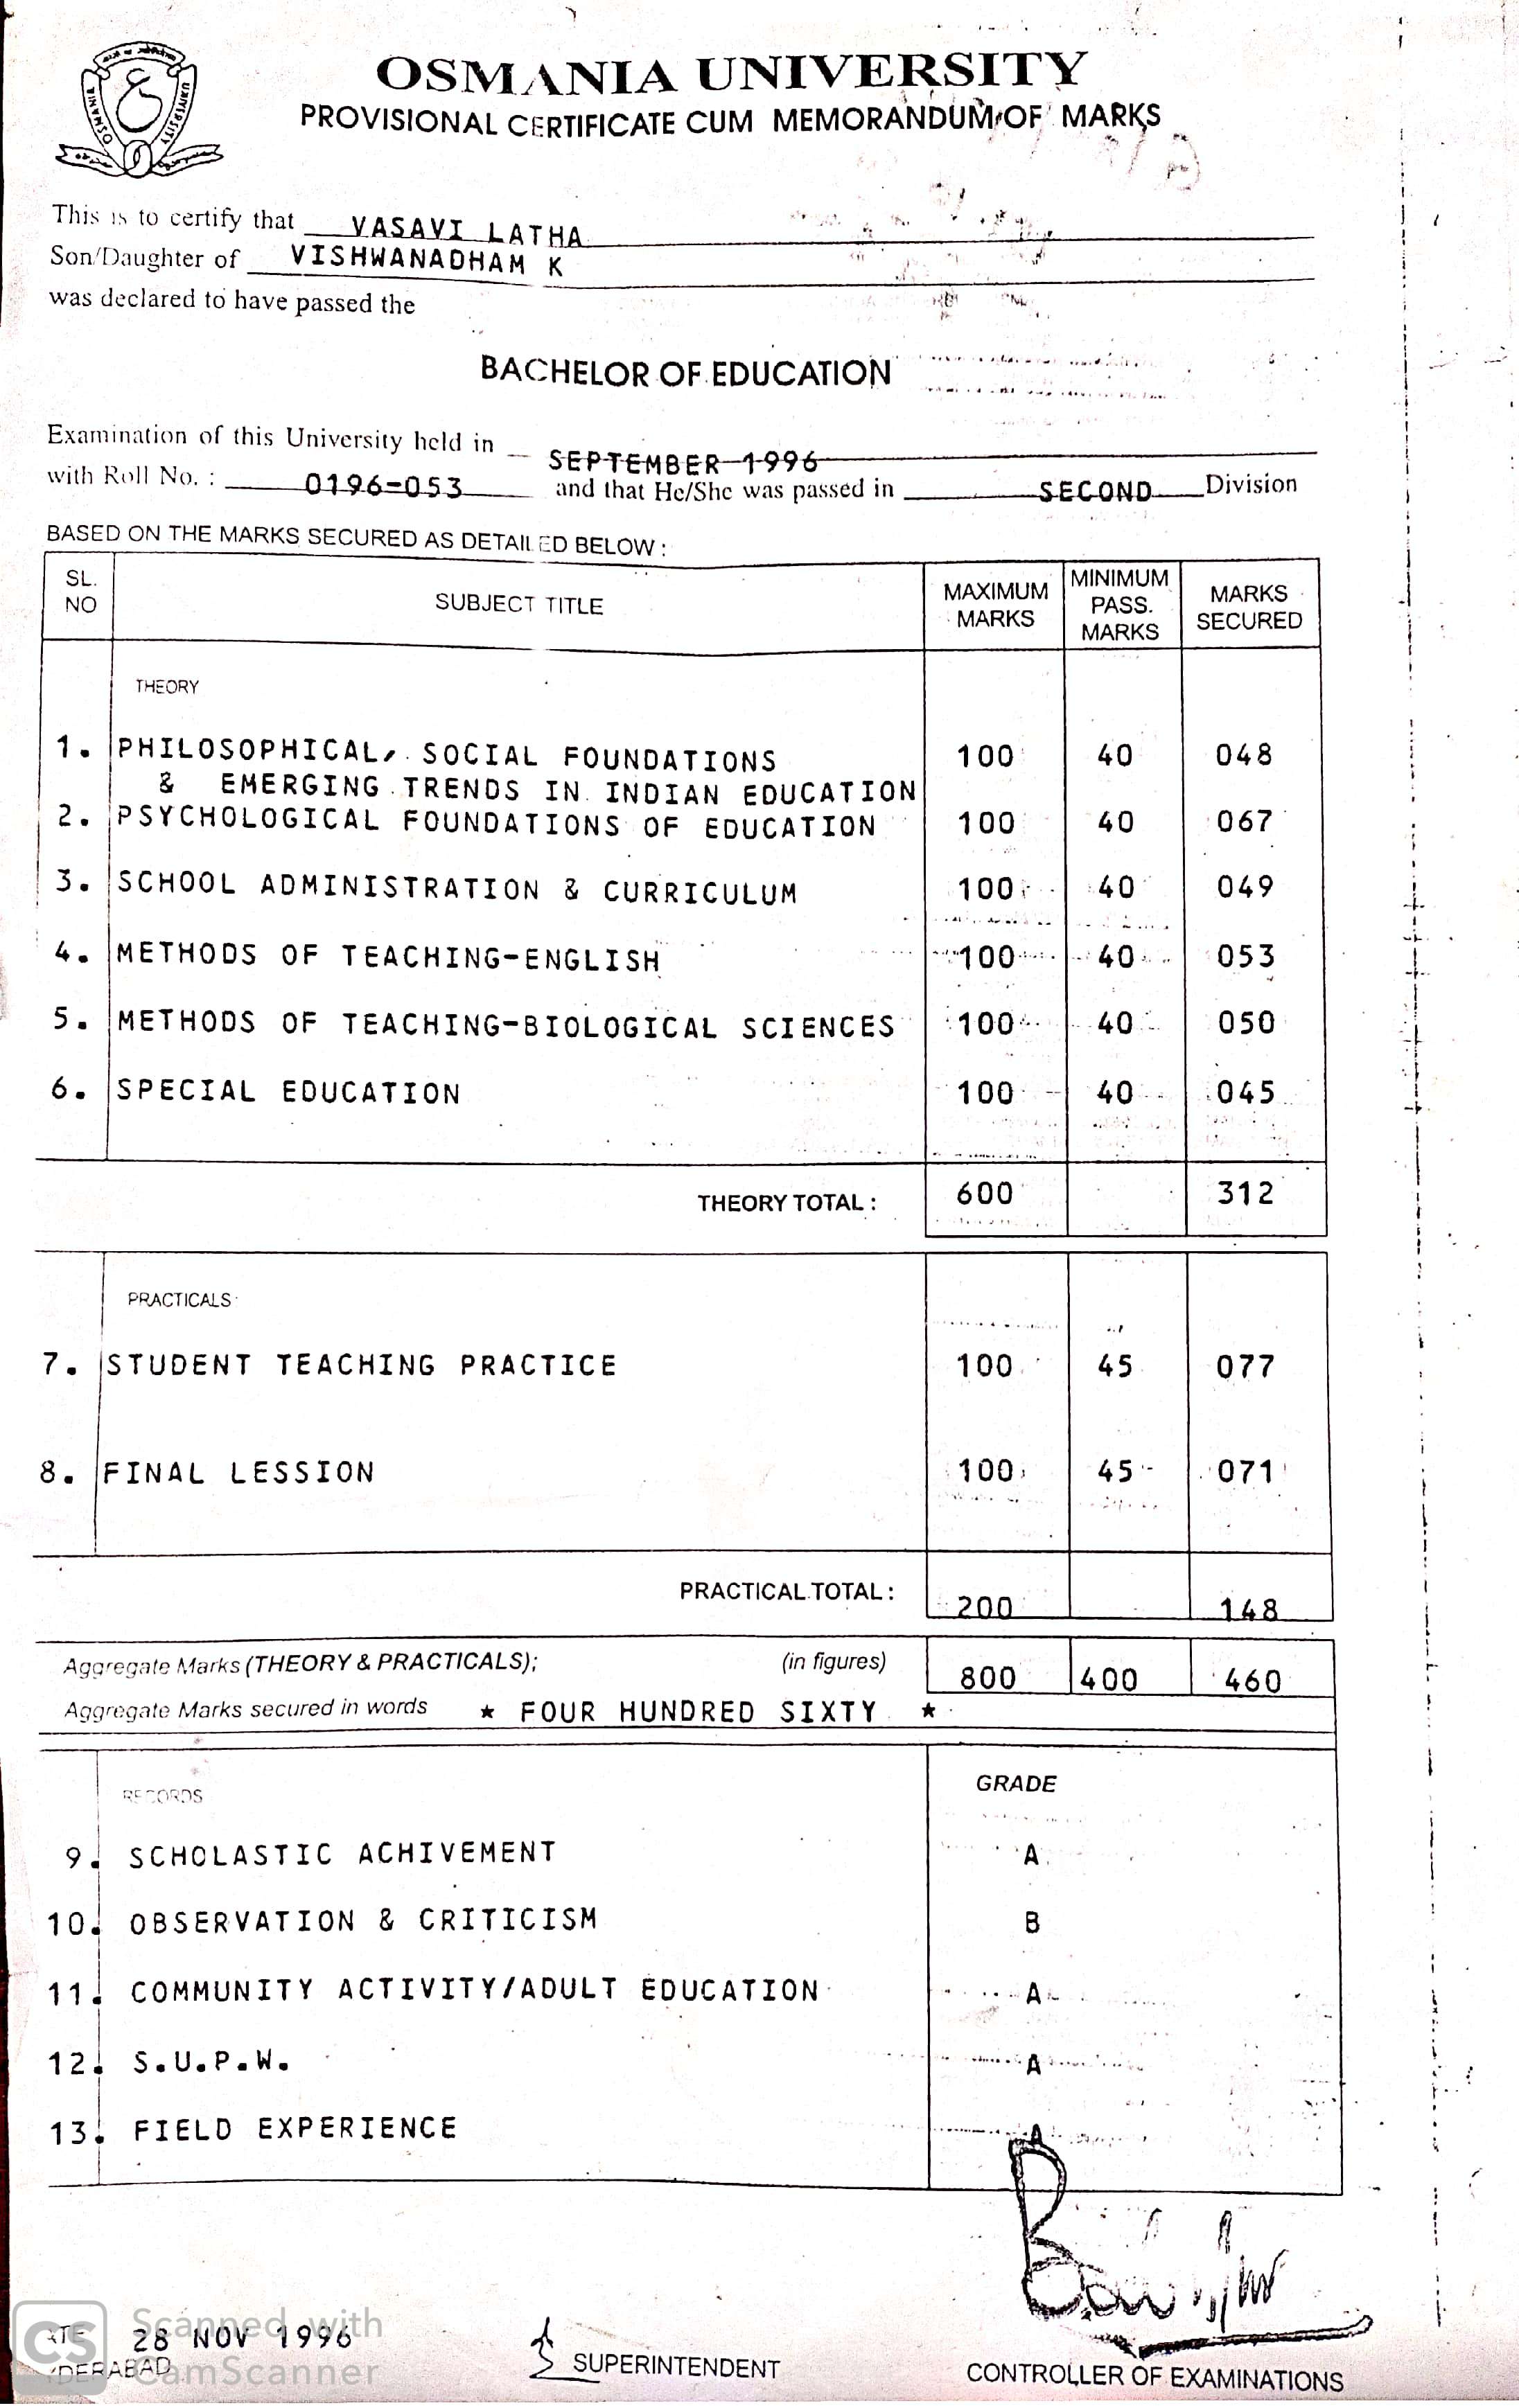 OSMANIA UNIVERSITY
OSMANIA UNIVERSITY
PROVISIONAL CERTIFICATE CUM MEMORANDUM OF MARKS
This is to certify that VASAVI LATHA
Son/Daughter of VISHWANADHAM K
was declared to have passed the
BACHELOR OF EDUCATION
Examination of this University held in SEPTEMBER 1996
with Roll No. : 0196-053 and that He/She was passed in SECOND Division
BASED ON THE MARKS SECURED AS DETAILED BELOW :
SL. NO SUBJECT TITLE MAXIMUM MARKS MINIMUM PASS. MARKS MARKS SECURED
THEORY
1. PHILOSOPHICAL, SOCIAL FOUNDATIONS 100 40 048
& EMERGING TRENDS IN INDIAN EDUCATION
2. PSYCHOLOGICAL FOUNDATIONS OF EDUCATION 100 40 067
3. SCHOOL ADMINISTRATION & CURRICULUM 100 40 049
4. METHODS OF TEACHING-ENGLISH 100 40 053
5. METHODS OF TEACHING-BIOLOGICAL SCIENCES 100 40 050
6. SPECIAL EDUCATION 100 40 045
THEORY TOTAL : 600 312
PRACTICALS
7. STUDENT TEACHING PRACTICE 100 45 077
8. FINAL LESSION 100 45 071
PRACTICAL TOTAL : 200 148
Aggregate Marks (THEORY & PRACTICALS); (in figures) 800 400 460
Aggregate Marks secured in words * FOUR HUNDRED SIXTY *
RECORDS GRADE
9. SCHOLASTIC ACHIVEMENT A
10. OBSERVATION & CRITICISM B
11. COMMUNITY ACTIVITY/ADULT EDUCATION A
12. S.U.P.W. A
13. FIELD EXPERIENCE A
28 NOV 1996
SUPERINTENDENT
CONTROLLER OF EXAMINATIONS
CS Scanned with
CamScanner